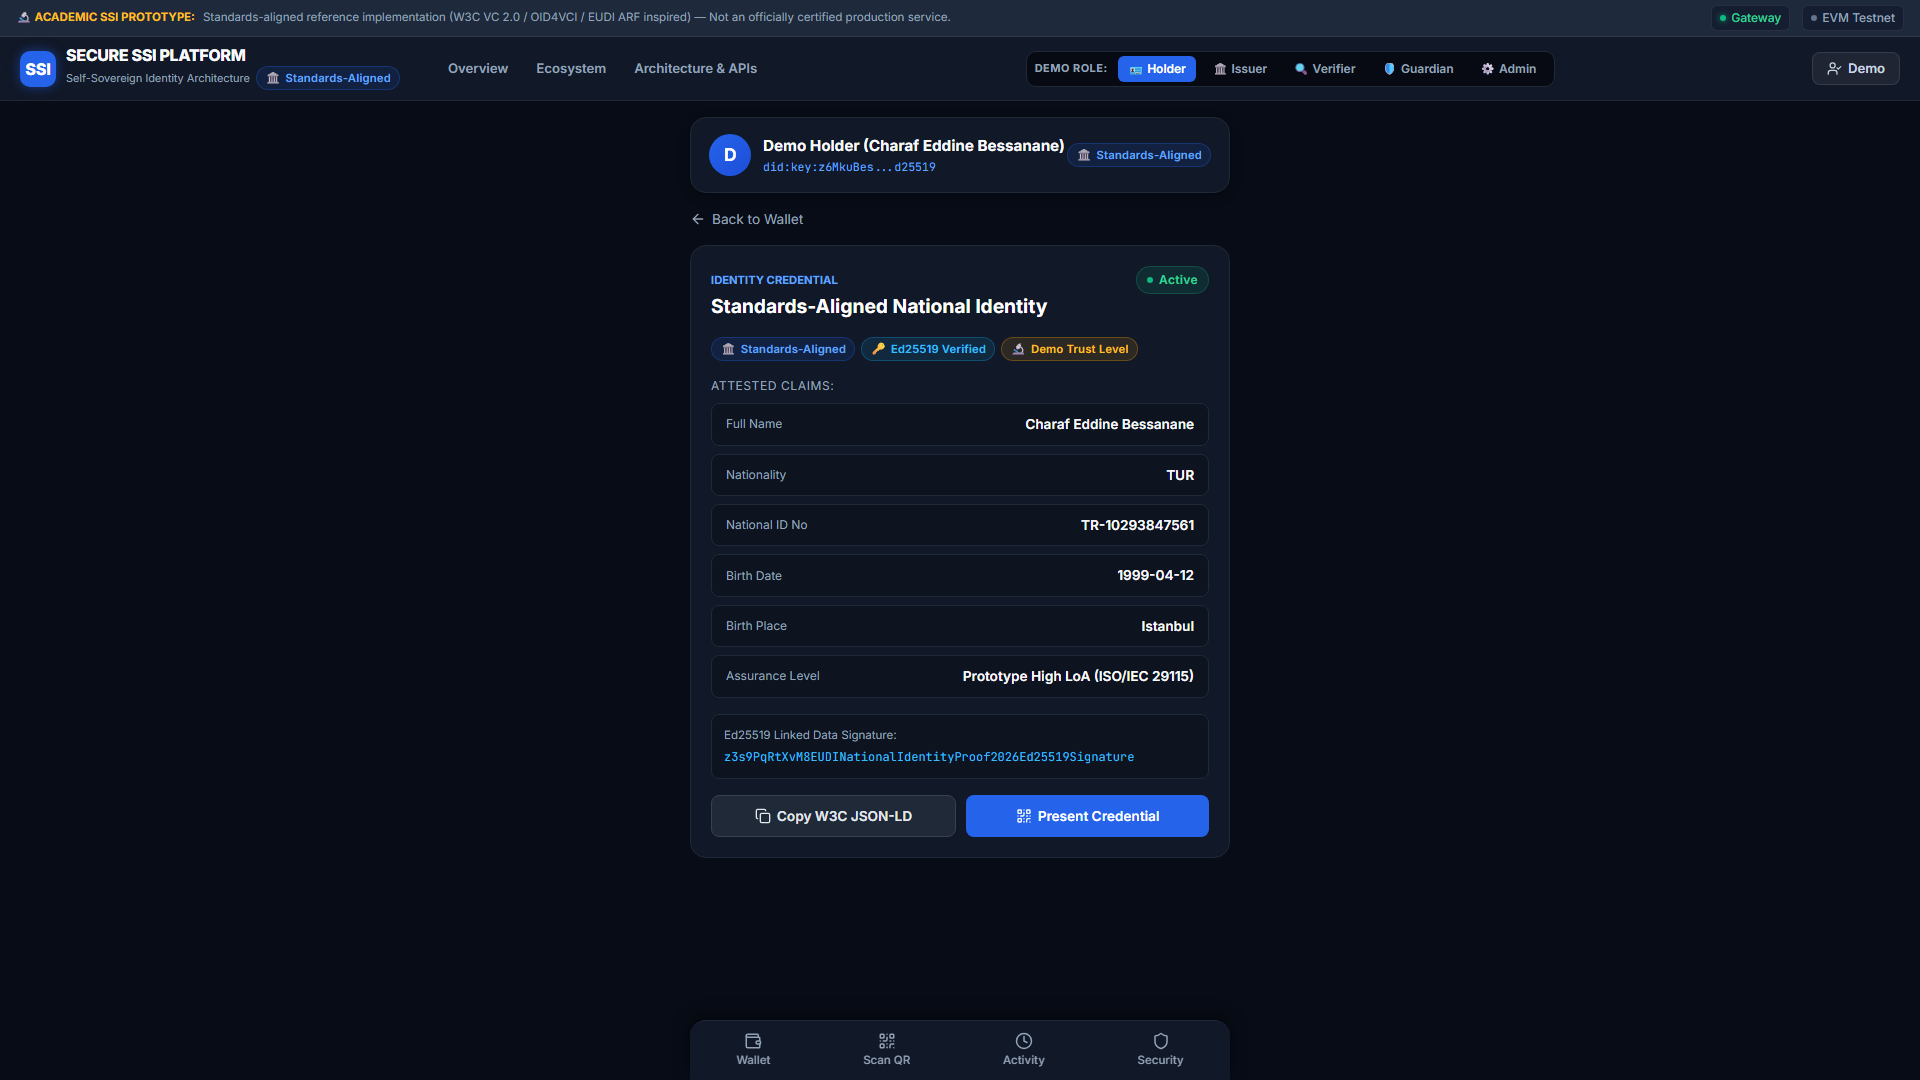 ACADEMIC SSI PROTOTYPE: Standards-aligned reference implementation (W3C VC 2.0 / OID4VCI / EUDI ARF inspired) — Not an officially certified production service.
Gateway
EVM Testnet
SSI
SECURE SSI PLATFORM
Self-Sovereign Identity Architecture
Standards-Aligned
Overview
Ecosystem
Architecture & APIs
DEMO ROLE:
Holder
Issuer
Verifier
Guardian
Admin
Demo
D
Demo Holder (Charaf Eddine Bessanane)
did:key:z6MkuBes...d25519
Standards-Aligned
Back to Wallet
IDENTITY CREDENTIAL
Active
Standards-Aligned National Identity
Standards-Aligned
Ed25519 Verified
Demo Trust Level
ATTESTED CLAIMS:
Full Name Charaf Eddine Bessanane
Nationality TUR
National ID No TR-10293847561
Birth Date 1999-04-12
Birth Place Istanbul
Assurance Level Prototype High LoA (ISO/IEC 29115)
Ed25519 Linked Data Signature:
z3s9PqRtXvM8EUDINationalIdentityProof2026Ed25519Signature
Copy W3C JSON-LD
Present Credential
Wallet
Scan QR
Activity
Security